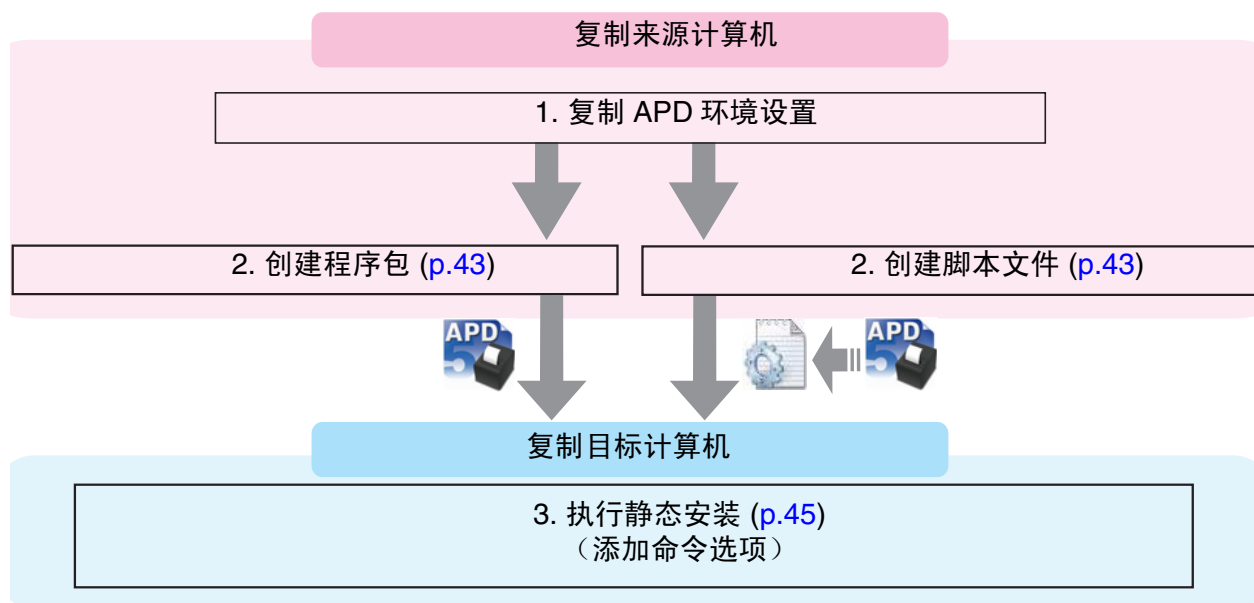 复制来源计算机
1. 复制 APD 环境设置
2. 创建程序包 (p.43)
2. 创建脚本文件 (p.43)
APD
5
APD
5
复制目标计算机
3. 执行静态安装 (p.45)
（添加命令选项）